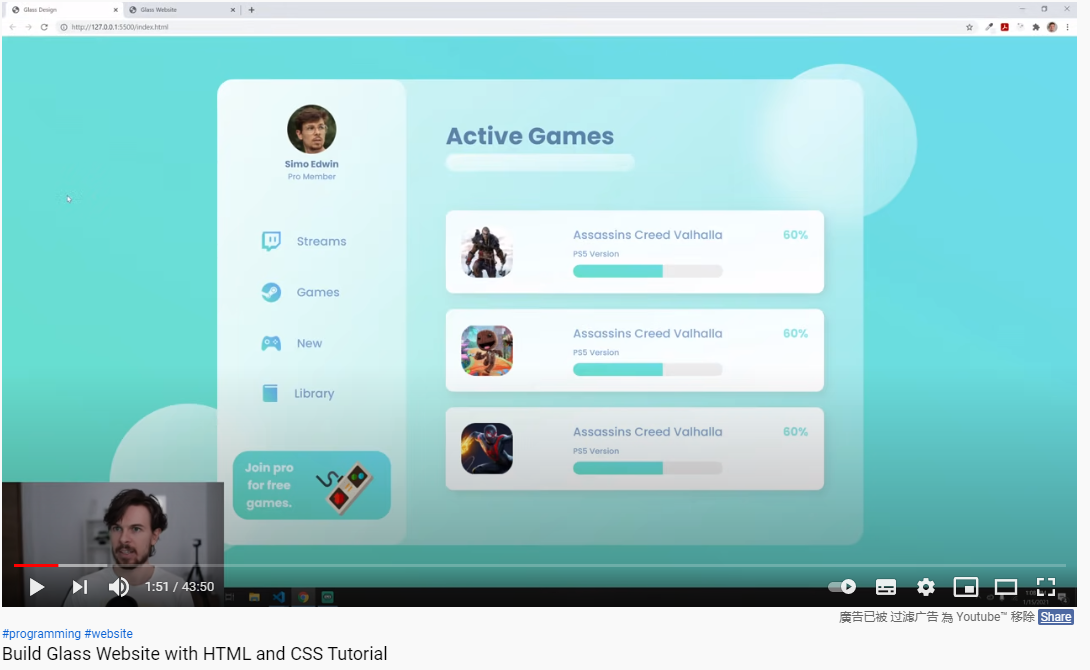 Glass Design
Glass Website
http://127.0.0.1:5500/index.html
Simo Edwin
Pro Member
Streams
Games
New
Library
Join pro
for free
games.
Active Games
Assassins Creed Valhalla
60%
PS5 Version
Assassins Creed Valhalla
60%
PS5 Version
Assassins Creed Valhalla
60%
PS5 Version
1:51 / 43:50
廣告已被 过滤广告 為 Youtube™ 移除 Share
#programming #website
Build Glass Website with HTML and CSS Tutorial